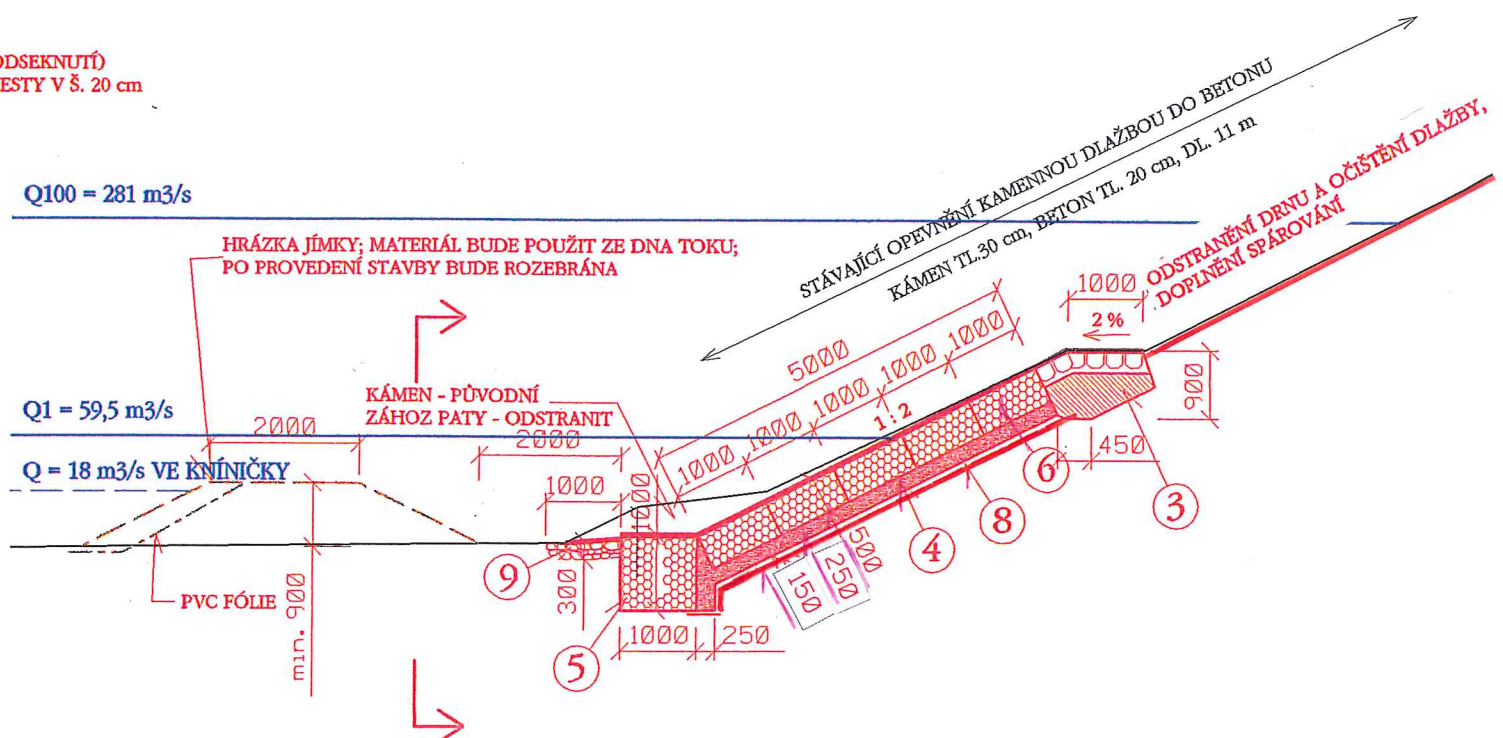 ODSEKNUTÍ)
ESTY V Š. 20 cm
STÁVAJÍCÍ OPEVNĚNÍ KAMENNOU DLAŽBOU DO BETONU
KÁMEN TL.30 cm, BETON TL. 20 cm, DL. 11 m
ODSTRANĚNÍ DRNU A OČIŠTĚNÍ DLAŽBY,
DOPLNĚNÍ SPÁROVÁNÍ
Q100 = 281 m3/s
HRÁZKA JÍMKY; MATERIÁL BUDE POUŽIT ZE DNA TOKU;
PO PROVEDENÍ STAVBY BUDE ROZEBRÁNA
1000
2 %
900
450
5000
1000
1000
1000
1000
1000
1 : 2
KÁMEN - PŮVODNÍ
ZÁHOZ PATY - ODSTRANIT
Q1 = 59,5 m3/s
2000
2000
Q = 18 m3/s VE KNÍNIČKY
1000
1000
6
3
8
4
500
250
150
9
300
PVC FÓLIE
min. 900
5
1000
250